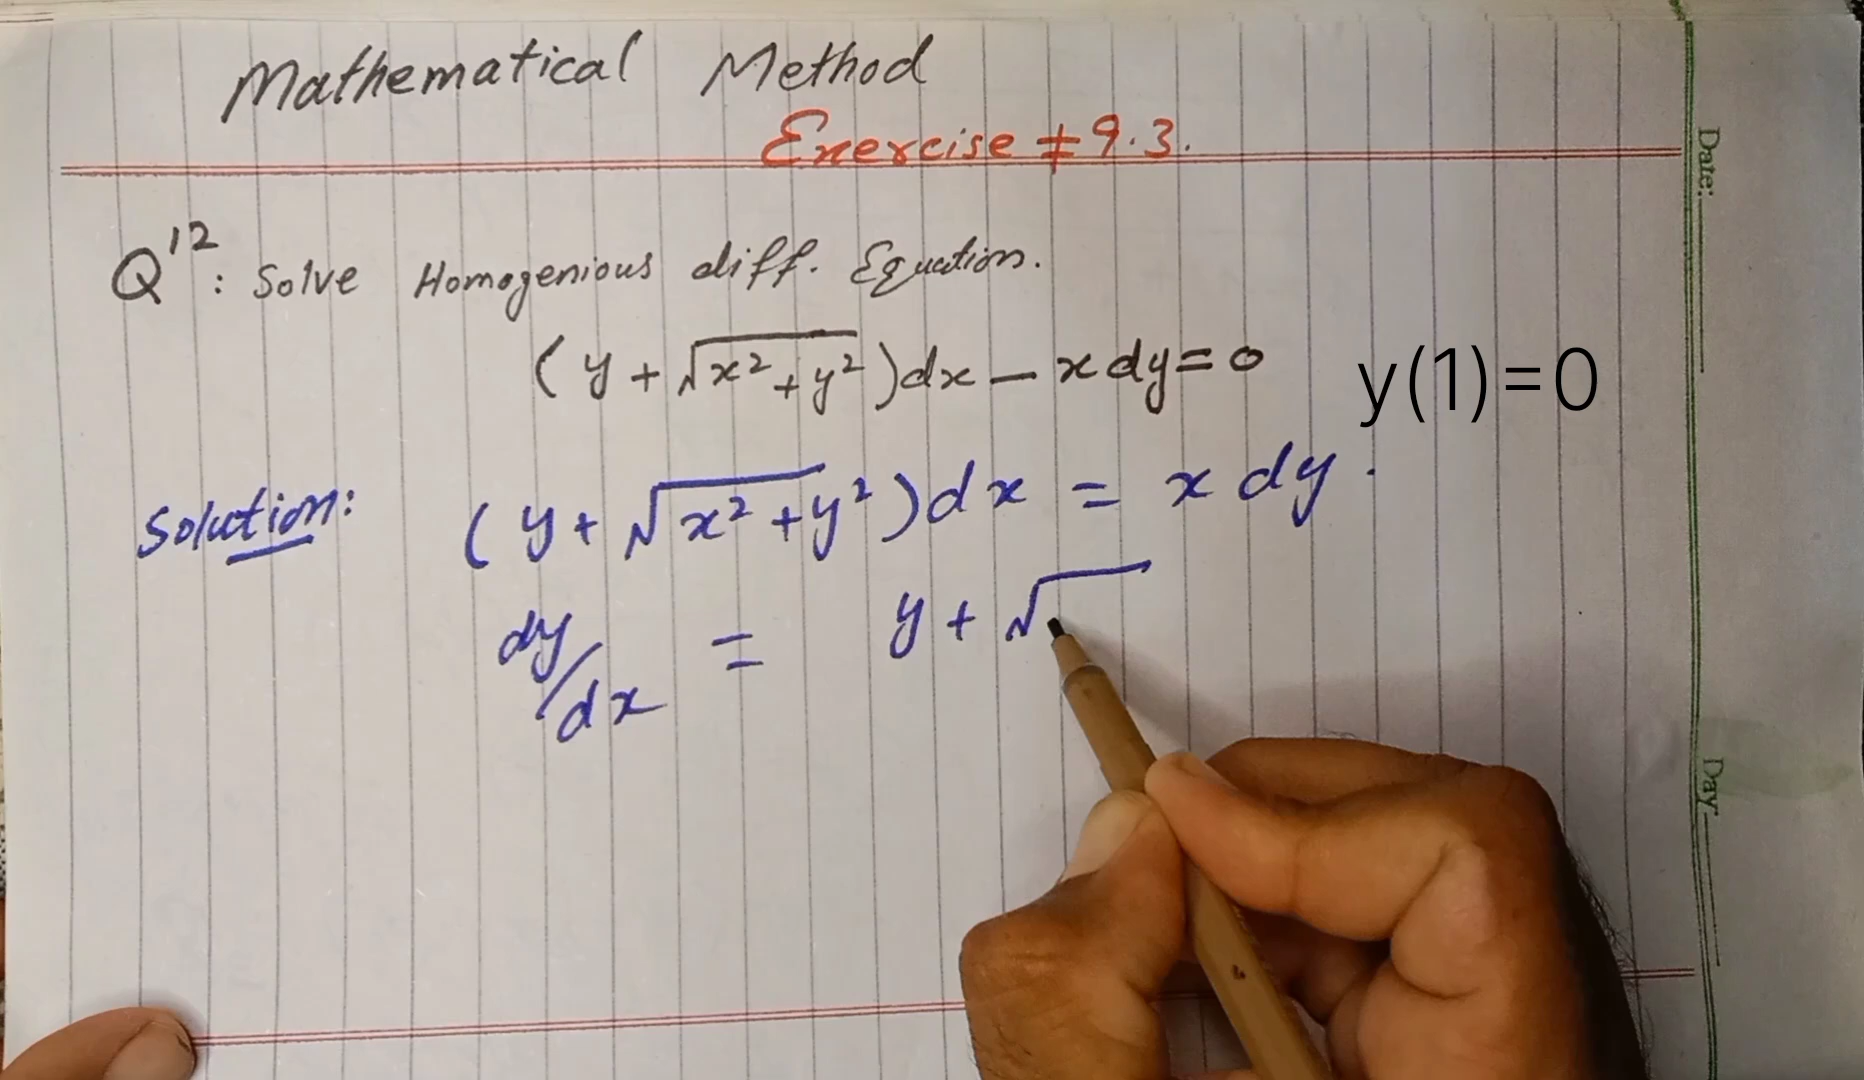 Mathematical Method
Exercise ≠ 9.3.
Date:
Q12: Solve Homogenious diff. Equation.
(y + √x² + y²)dx — x dy = 0 y(1)=0
Solution: (y + √x² + y²)dx = x dy.
dy/dx = y + √
Day